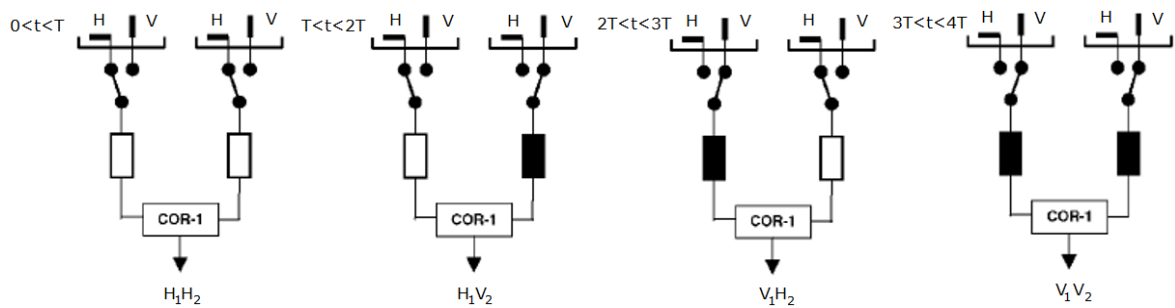 0<t<T H V H V
T<t<2T H V H V
2T<t<3T H V H V
3T<t<4T H V H V
COR-1 COR-1 COR-1 COR-1
H₁H₂ H₁V₂ V₁H₂ V₁V₂